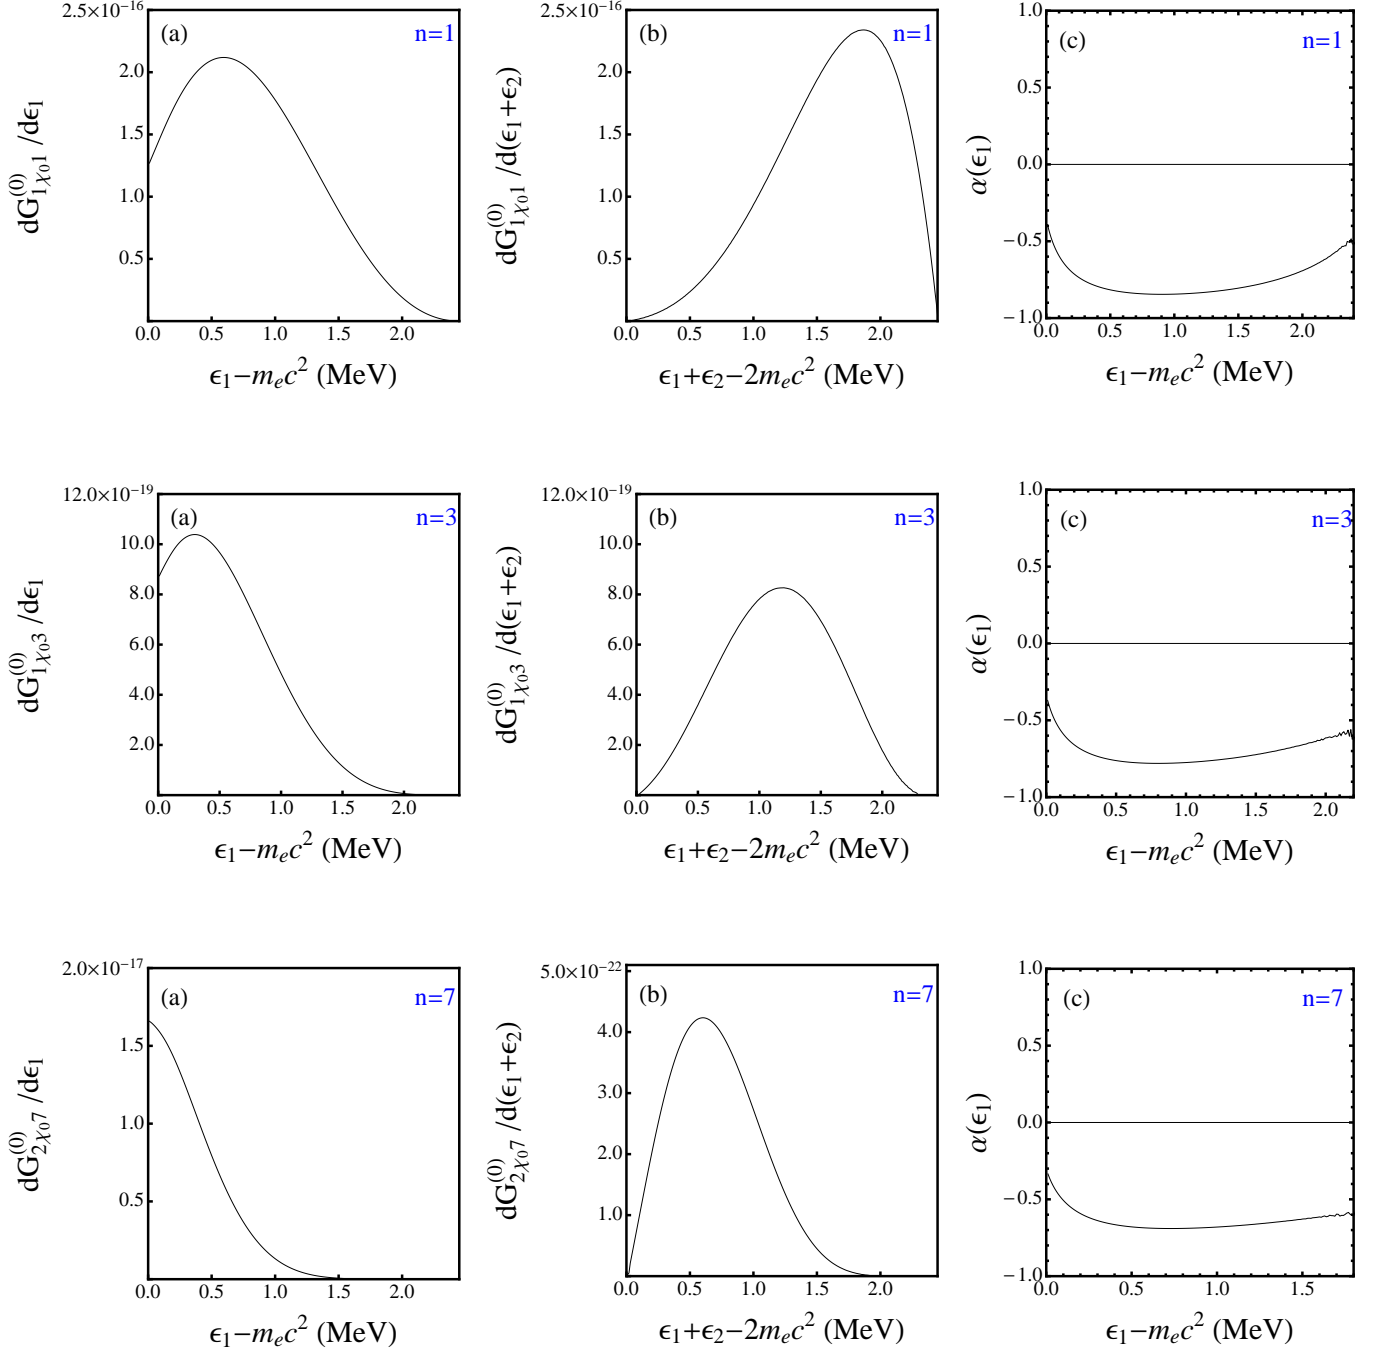 2.5×10⁻¹⁶
(a)
n=1
2.0
1.5
1.0
0.5
0.0 0.5 1.0 1.5 2.0
dG⁽⁰⁾₁χ₀₁ /dϵ₁
ϵ₁−mₑc² (MeV)
2.5×10⁻¹⁶
(b)
n=1
2.0
1.5
1.0
0.5
0.0 0.5 1.0 1.5 2.0
dG⁽⁰⁾₁χ₀₁ /d(ϵ₁+ϵ₂)
ϵ₁+ϵ₂−2mₑc² (MeV)
1.0
(c)
n=1
0.5
0.0
−0.5
−1.0
0.0 0.5 1.0 1.5 2.0
α(ϵ₁)
ϵ₁−mₑc² (MeV)
12.0×10⁻¹⁹
(a)
n=3
10.0
8.0
6.0
4.0
2.0
0.0 0.5 1.0 1.5 2.0
dG⁽⁰⁾₁χ₀₃ /dϵ₁
ϵ₁−mₑc² (MeV)
12.0×10⁻¹⁹
(b)
n=3
10.0
8.0
6.0
4.0
2.0
0.0 0.5 1.0 1.5 2.0
dG⁽⁰⁾₁χ₀₃ /d(ϵ₁+ϵ₂)
ϵ₁+ϵ₂−2mₑc² (MeV)
1.0
(c)
n=3
0.5
0.0
−0.5
−1.0
0.0 0.5 1.0 1.5 2.0
α(ϵ₁)
ϵ₁−mₑc² (MeV)
2.0×10⁻¹⁷
(a)
n=7
1.5
1.0
0.5
0.0 0.5 1.0 1.5 2.0
dG⁽⁰⁾₂χ₀₇ /dϵ₁
ϵ₁−mₑc² (MeV)
5.0×10⁻²²
(b)
n=7
4.0
3.0
2.0
1.0
0.0 0.5 1.0 1.5 2.0
dG⁽⁰⁾₂χ₀₇ /d(ϵ₁+ϵ₂)
ϵ₁+ϵ₂−2mₑc² (MeV)
1.0
(c)
n=7
0.5
0.0
−0.5
−1.0
0.0 0.5 1.0 1.5
α(ϵ₁)
ϵ₁−mₑc² (MeV)